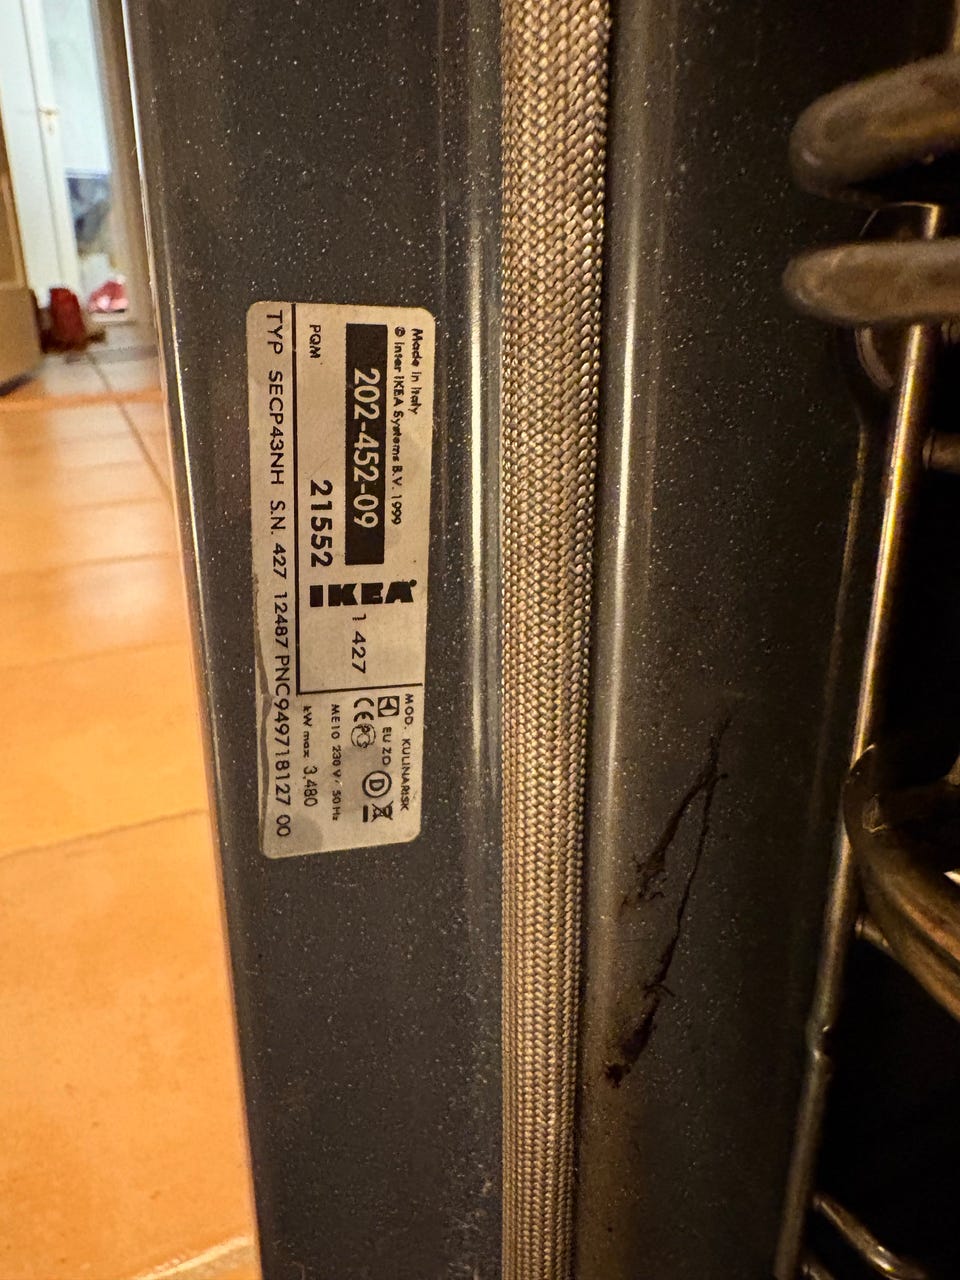 Made in Italy
© Inter IKEA Systems B.V. 1999
202-452-09
21552
PQM
IKEA®
1 427
MOD. KULINARISK
EU ZD D
CE
ME10 230 V~ 50 Hz
kW max 3,480
TYP SECP43NH S.N. 427 12487 PNC949718127 00